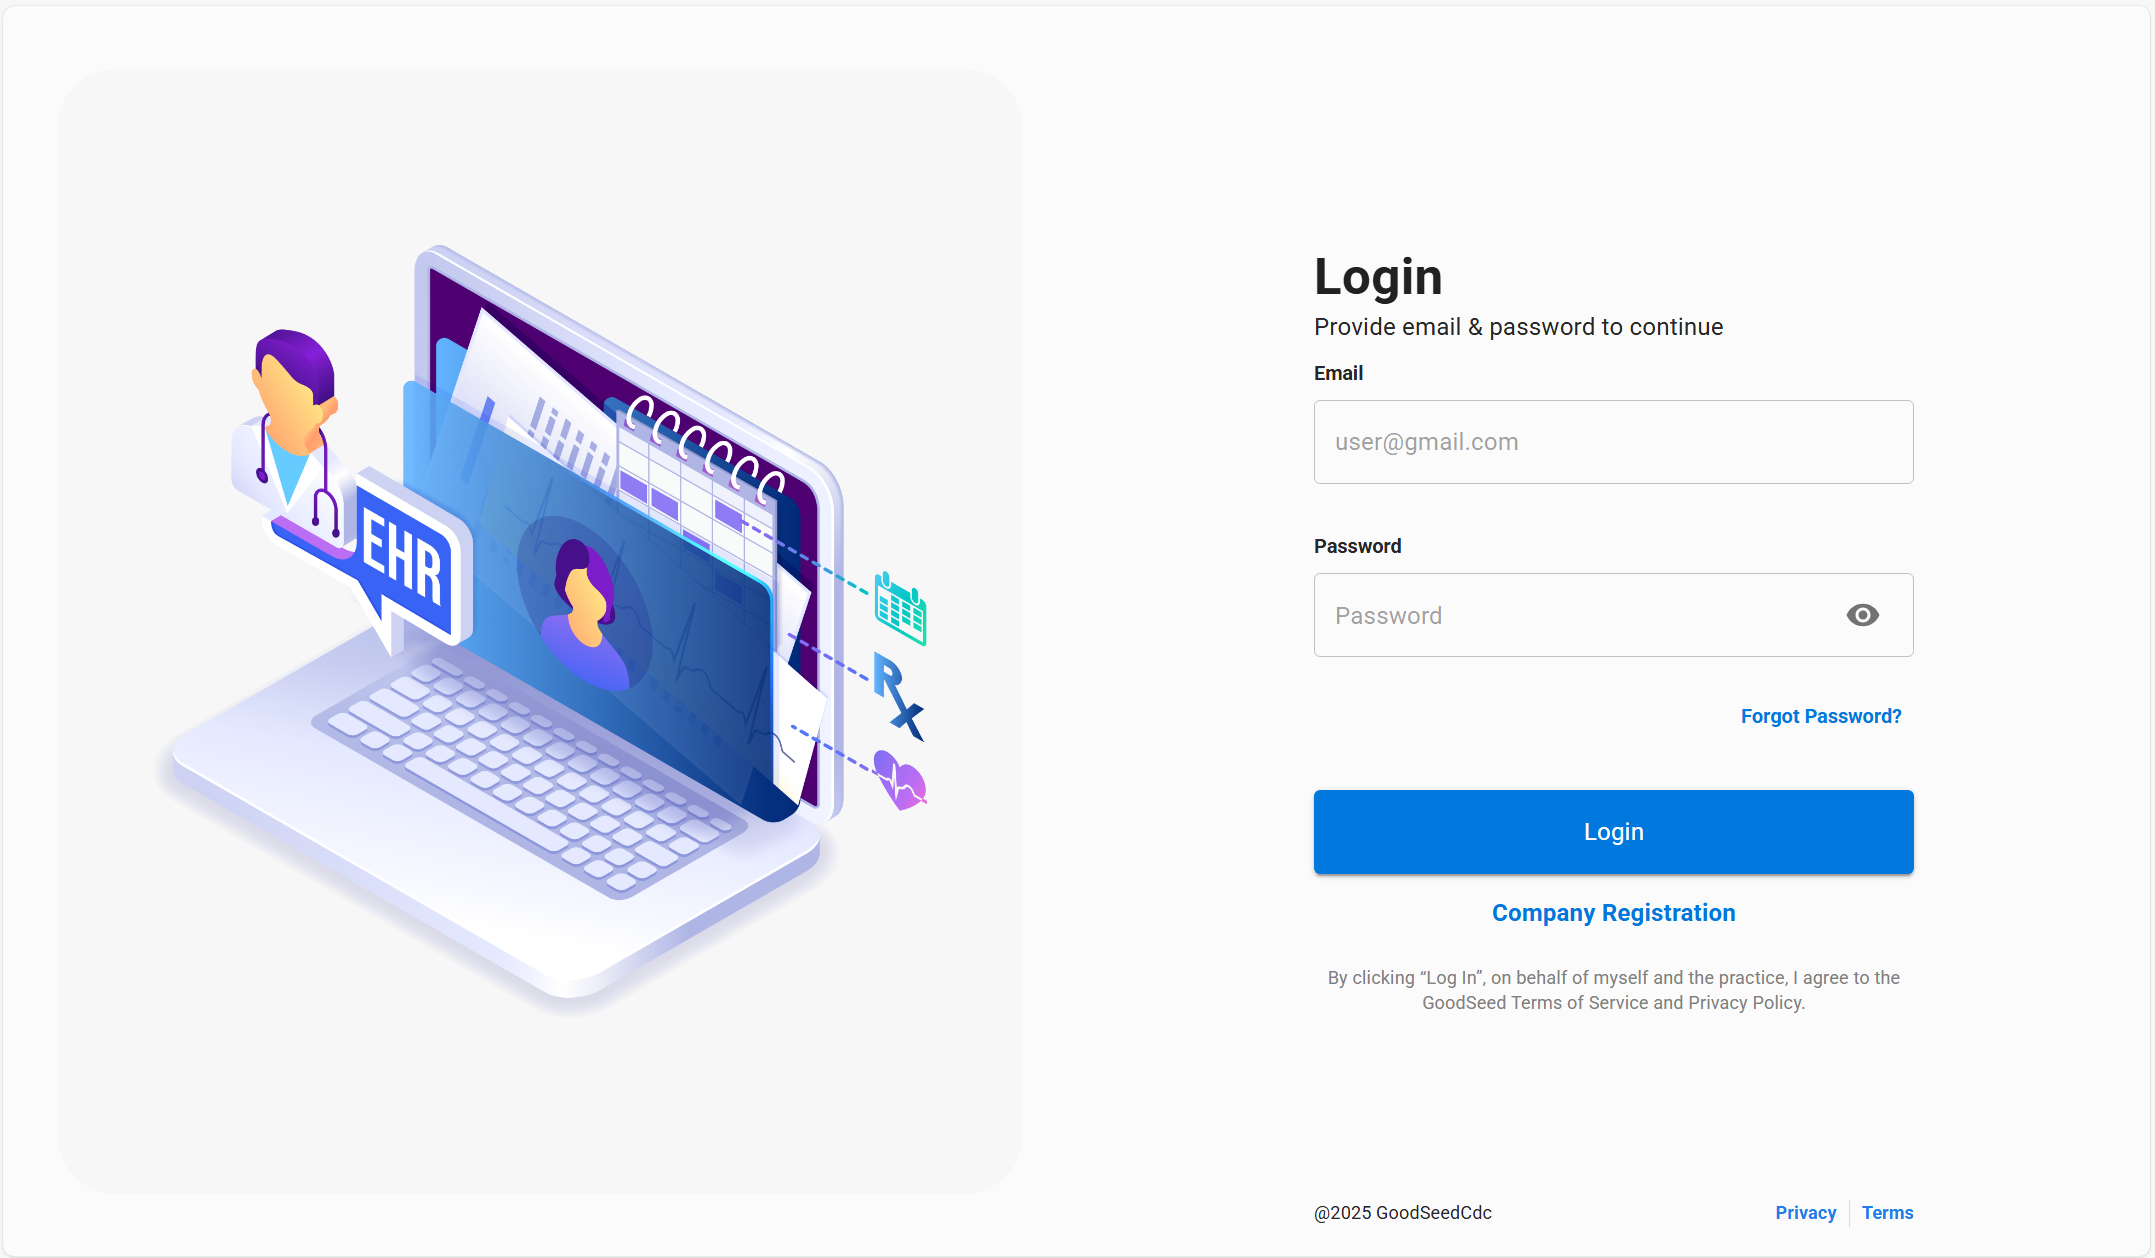 EHR
Login
Provide email & password to continue
Email
user@gmail.com
Password
Password
Forgot Password?
Login
Company Registration
By clicking “Log In”, on behalf of myself and the practice, I agree to the
GoodSeed Terms of Service and Privacy Policy.
@2025 GoodSeedCdc
Privacy
Terms